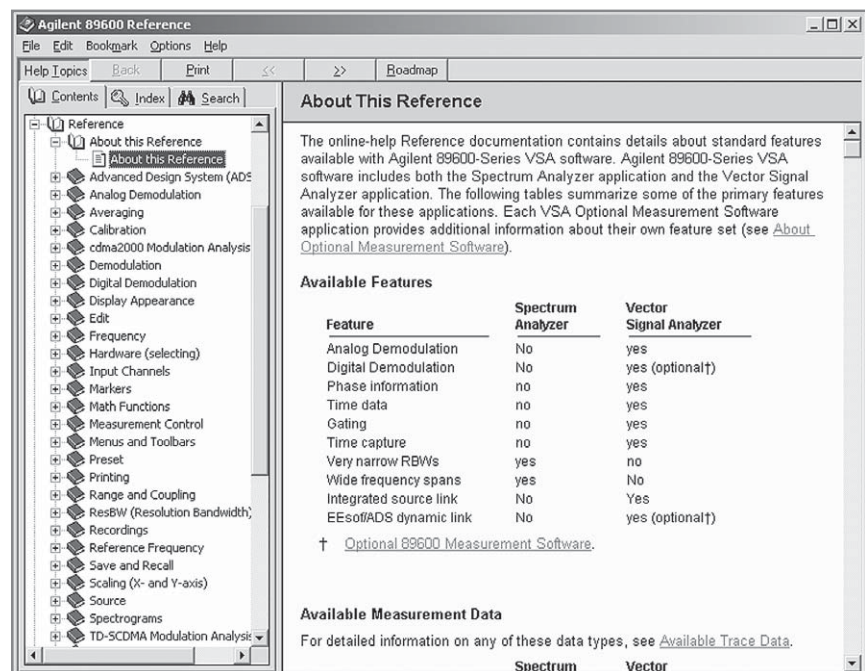 Agilent 89600 Reference
File Edit Bookmark Options Help
Help Topics Back Print << >> Roadmap
Contents Index Search
Reference
About this Reference
About this Reference
Advanced Design System (ADS
Analog Demodulation
Averaging
Calibration
cdma2000 Modulation Analysis
Demodulation
Digital Demodulation
Display Appearance
Edit
Frequency
Hardware (selecting)
Input Channels
Markers
Math Functions
Measurement Control
Menus and Toolbars
Preset
Printing
Range and Coupling
ResBW (Resolution Bandwidth)
Recordings
Reference Frequency
Save and Recall
Scaling (X- and Y-axis)
Source
Spectrograms
TD-SCDMA Modulation Analysis
About This Reference
The online-help Reference documentation contains details about standard features
available with Agilent 89600-Series VSA software. Agilent 89600-Series VSA
software includes both the Spectrum Analyzer application and the Vector Signal
Analyzer application. The following tables summarize some of the primary features
available for these applications. Each VSA Optional Measurement Software
application provides additional information about their own feature set (see About
Optional Measurement Software).
Available Features
Spectrum Vector
Feature Analyzer Signal Analyzer
Analog Demodulation No yes
Digital Demodulation No yes (optional†)
Phase information no yes
Time data no yes
Gating no yes
Time capture no yes
Very narrow RBWs yes no
Wide frequency spans yes No
Integrated source link No Yes
EEsof/ADS dynamic link No yes (optional†)
† Optional 89600 Measurement Software.
Available Measurement Data
For detailed information on any of these data types, see Available Trace Data.
Spectrum Vector